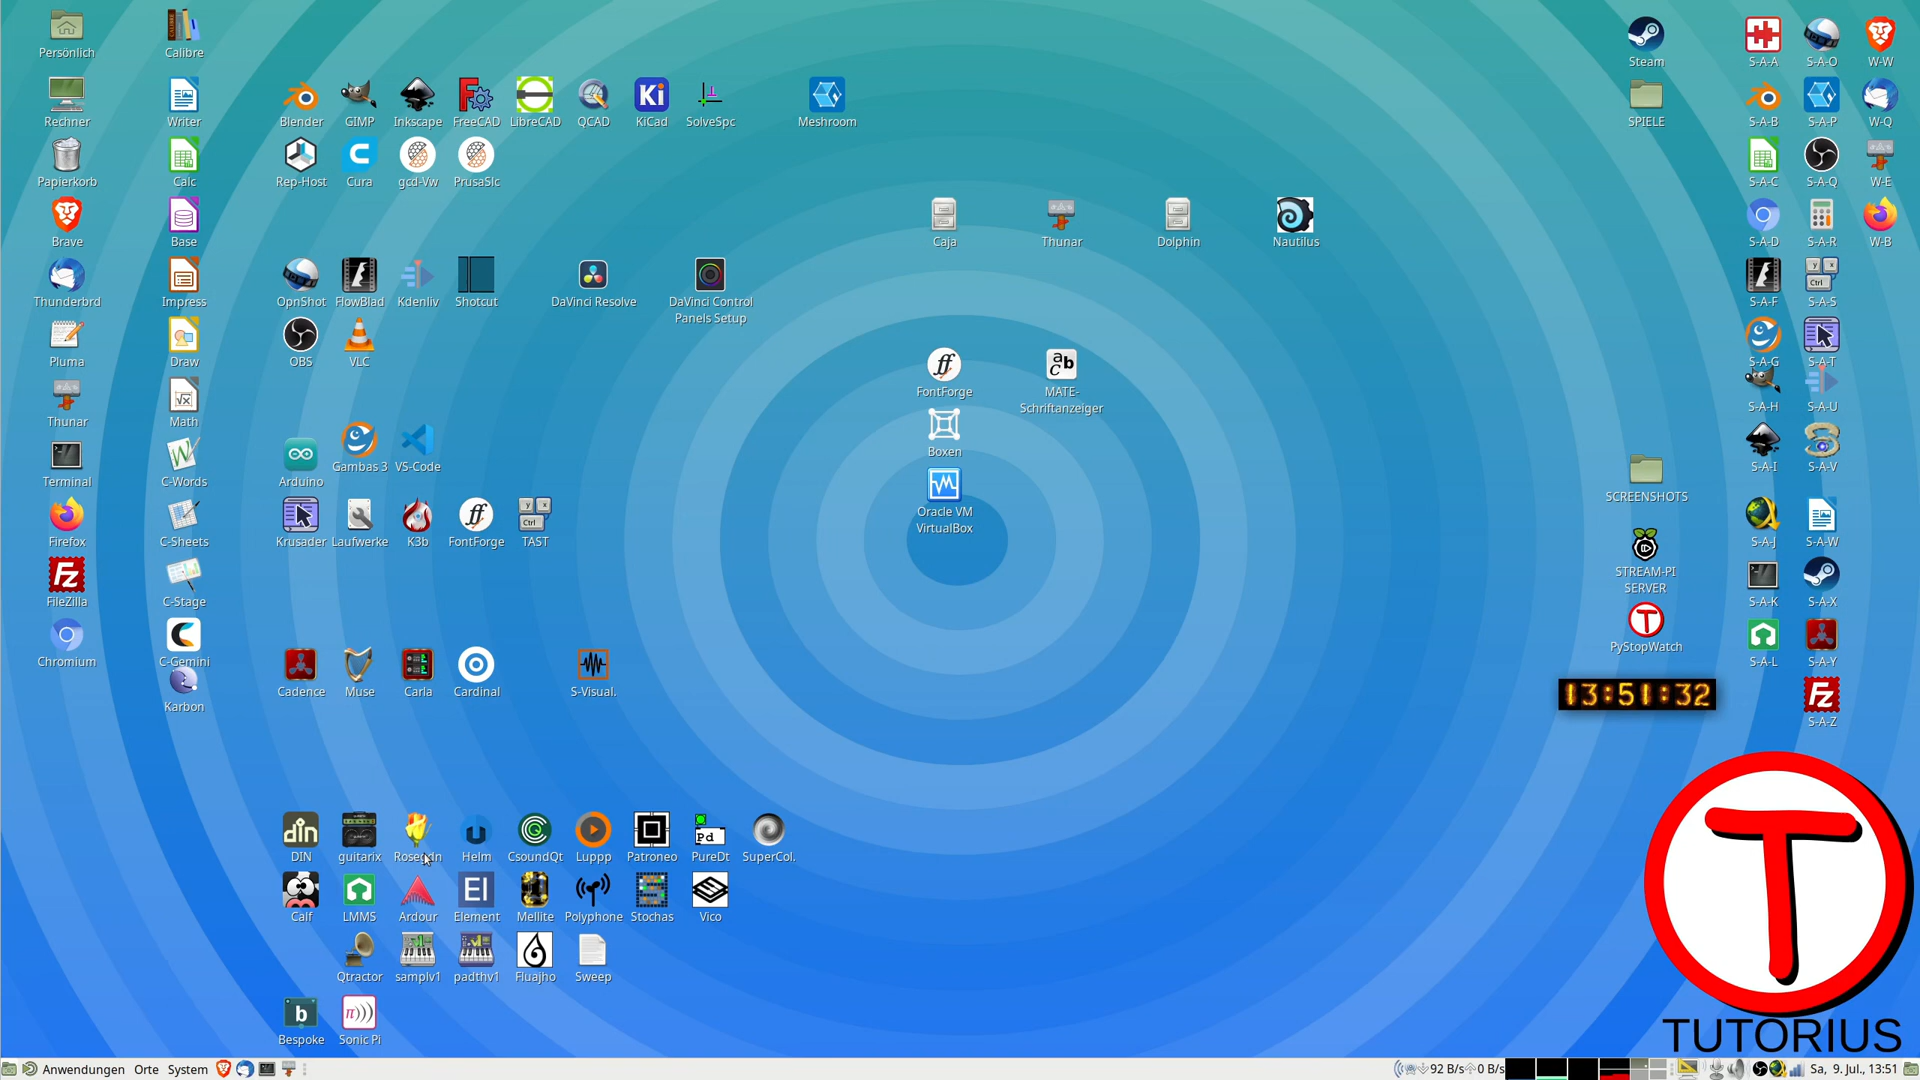 Persönlich
Calibre
Steam
S-A-A
S-A-O
W-W
Rechner
Writer
Blender
GIMP
Inkscape
FreeCAD
LibreCAD
QCAD
KiCad
SolveSpc
Meshroom
SPIELE
S-A-B
S-A-P
W-Q
Papierkorb
Calc
Rep-Host
Cura
gcd-Vw
PrusaSlc
S-A-C
S-A-Q
W-E
Brave
Base
Caja
Thunar
Dolphin
Nautilus
S-A-D
S-A-R
W-B
Thunderbrd
Impress
OpnShot
FlowBlad
Kdenliv
Shotcut
DaVinci Resolve
DaVinci Control
Panels Setup
S-A-F
S-A-S
Pluma
Draw
OBS
VLC
S-A-G
S-A-T
FontForge
MATE-
Schriftanzeiger
S-A-H
S-A-U
Thunar
Math
Boxen
Terminal
C-Words
Arduino
Gambas 3
VS-Code
S-A-I
S-A-V
SCREENSHOTS
Oracle VM
VirtualBox
Firefox
C-Sheets
Krusader
Laufwerke
K3b
FontForge
TAST
S-A-J
S-A-W
STREAM-PI
SERVER
FileZilla
C-Stage
S-A-K
S-A-X
PyStopWatch
Chromium
C-Gemini
S-A-L
S-A-Y
Karbon
Cadence
Muse
Carla
Cardinal
S-Visual.
13:51:32
S-A-Z
DIN
guitarix
Helm
CsoundQt
Luppp
Patroneo
PureDt
SuperCol.
Calf
LMMS
Ardour
Element
Mellite
Polyphone
Stochas
Vico
Qtractor
samplv1
padthv1
Fluajho
Sweep
Bespoke
Sonic Pi
T
TUTORIUS
Anwendungen Orte System
92 B/s
0 B/s
Sa, 9. Jul., 13:51